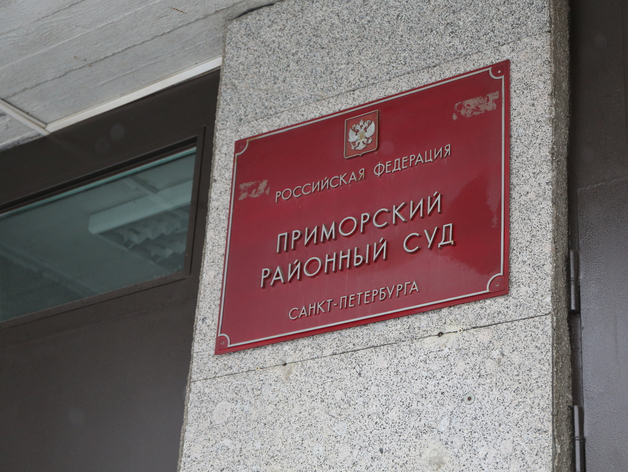 РОССИЙСКАЯ ФЕДЕРАЦИЯ
ПРИМОРСКИЙ
РАЙОННЫЙ СУД
САНКТ-ПЕТЕРБУРГА